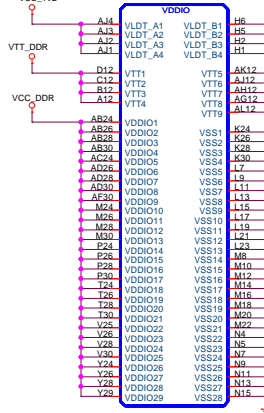 VDDIO
AJ4 VLDT_A1 VLDT_B1 H6
AJ3 VLDT_A2 VLDT_B2 H5
AJ2 VLDT_A3 VLDT_B3 H2
AJ1 VLDT_A4 VLDT_B4 H1
VTT_DDR
D12 VTT1 VTT5 AK12
C12 VTT2 VTT6 AJ12
B12 VTT3 VTT7 AH12
A12 VTT4 VTT8 AG12
VCC_DDR
VTT9 AL12
AB24 VDDIO1
AB26 VDDIO2 VSS1 K24
AB28 VDDIO3 VSS2 K26
AB30 VDDIO4 VSS3 K28
AC24 VDDIO5 VSS4 K30
AD26 VDDIO6 VSS5 L7
AD28 VDDIO7 VSS6 L9
AD30 VDDIO8 VSS7 L11
AF30 VDDIO9 VSS8 L13
M24 VDDIO10 VSS9 L15
M26 VDDIO11 VSS10 L17
M28 VDDIO12 VSS11 L19
M30 VDDIO13 VSS12 L21
P24 VDDIO14 VSS13 L23
P26 VDDIO15 VSS14 M8
P28 VDDIO16 VSS15 M10
P30 VDDIO17 VSS16 M12
T24 VDDIO18 VSS17 M14
T26 VDDIO19 VSS18 M16
T28 VDDIO20 VSS19 M18
T30 VDDIO21 VSS20 M20
V25 VDDIO22 VSS21 M22
V26 VDDIO23 VSS22 N4
V28 VDDIO24 VSS23 N5
V30 VDDIO25 VSS24 N7
Y24 VDDIO26 VSS25 N9
Y26 VDDIO27 VSS26 N11
Y28 VDDIO28 VSS27 N13
Y29 VDDIO29 VSS28 N15